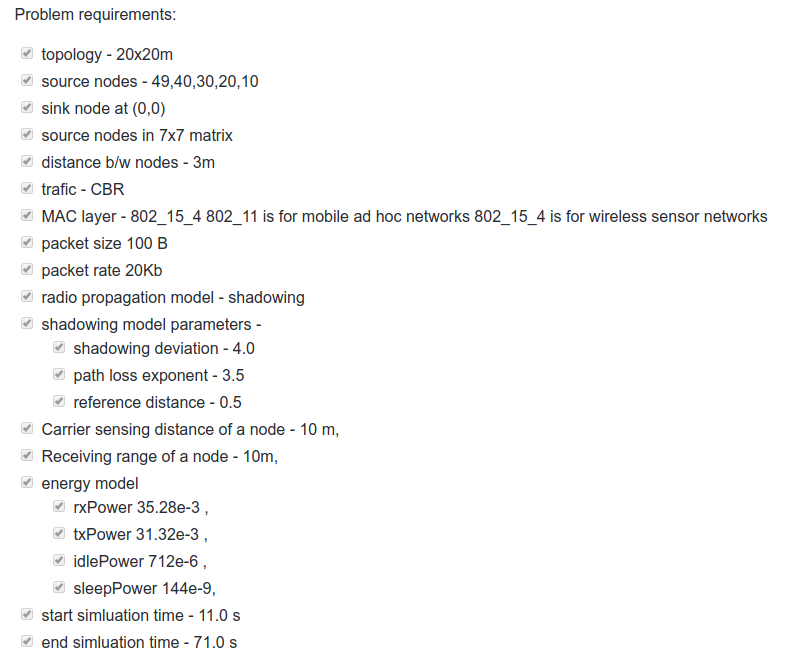 Problem requirements:
topology - 20x20m
source nodes - 49,40,30,20,10
sink node at (0,0)
source nodes in 7x7 matrix
distance b/w nodes - 3m
trafic - CBR
MAC layer - 802_15_4 802_11 is for mobile ad hoc networks 802_15_4 is for wireless sensor networks
packet size 100 B
packet rate 20Kb
radio propagation model - shadowing
shadowing model parameters -
shadowing deviation - 4.0
path loss exponent - 3.5
reference distance - 0.5
Carrier sensing distance of a node - 10 m,
Receiving range of a node - 10m,
energy model
rxPower 35.28e-3 ,
txPower 31.32e-3 ,
idlePower 712e-6 ,
sleepPower 144e-9,
start simluation time - 11.0 s
end simluation time - 71.0 s